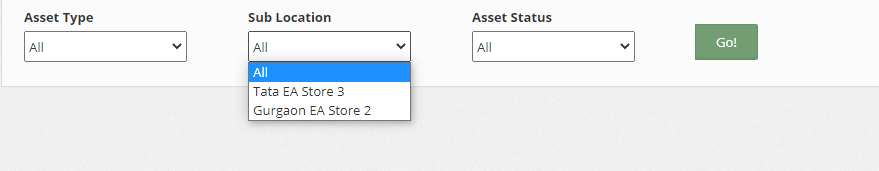 Asset Type
Sub Location
Asset Status
All
All
All
Go!
All
Tata EA Store 3
Gurgaon EA Store 2